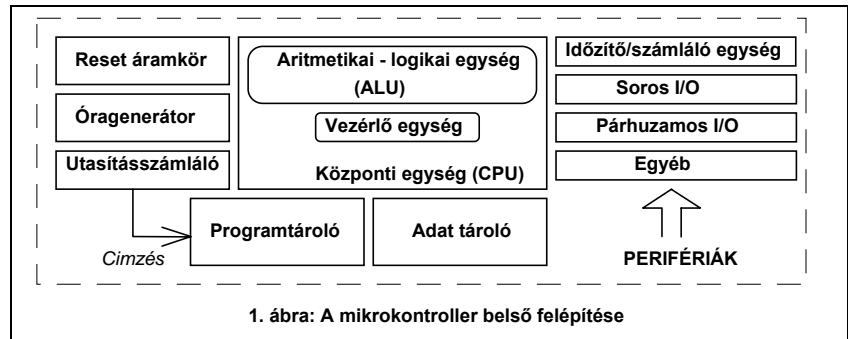 Reset áramkör
Óragenerátor
Utasításszámláló
Aritmetikai - logikai egység
(ALU)
Vezérlő egység
Központi egység (CPU)
Időzítő/számláló egység
Soros I/O
Párhuzamos I/O
Egyéb
Cimzés
Programtároló
Adat tároló
PERIFÉRIÁK
1. ábra: A mikrokontroller belső felépítése